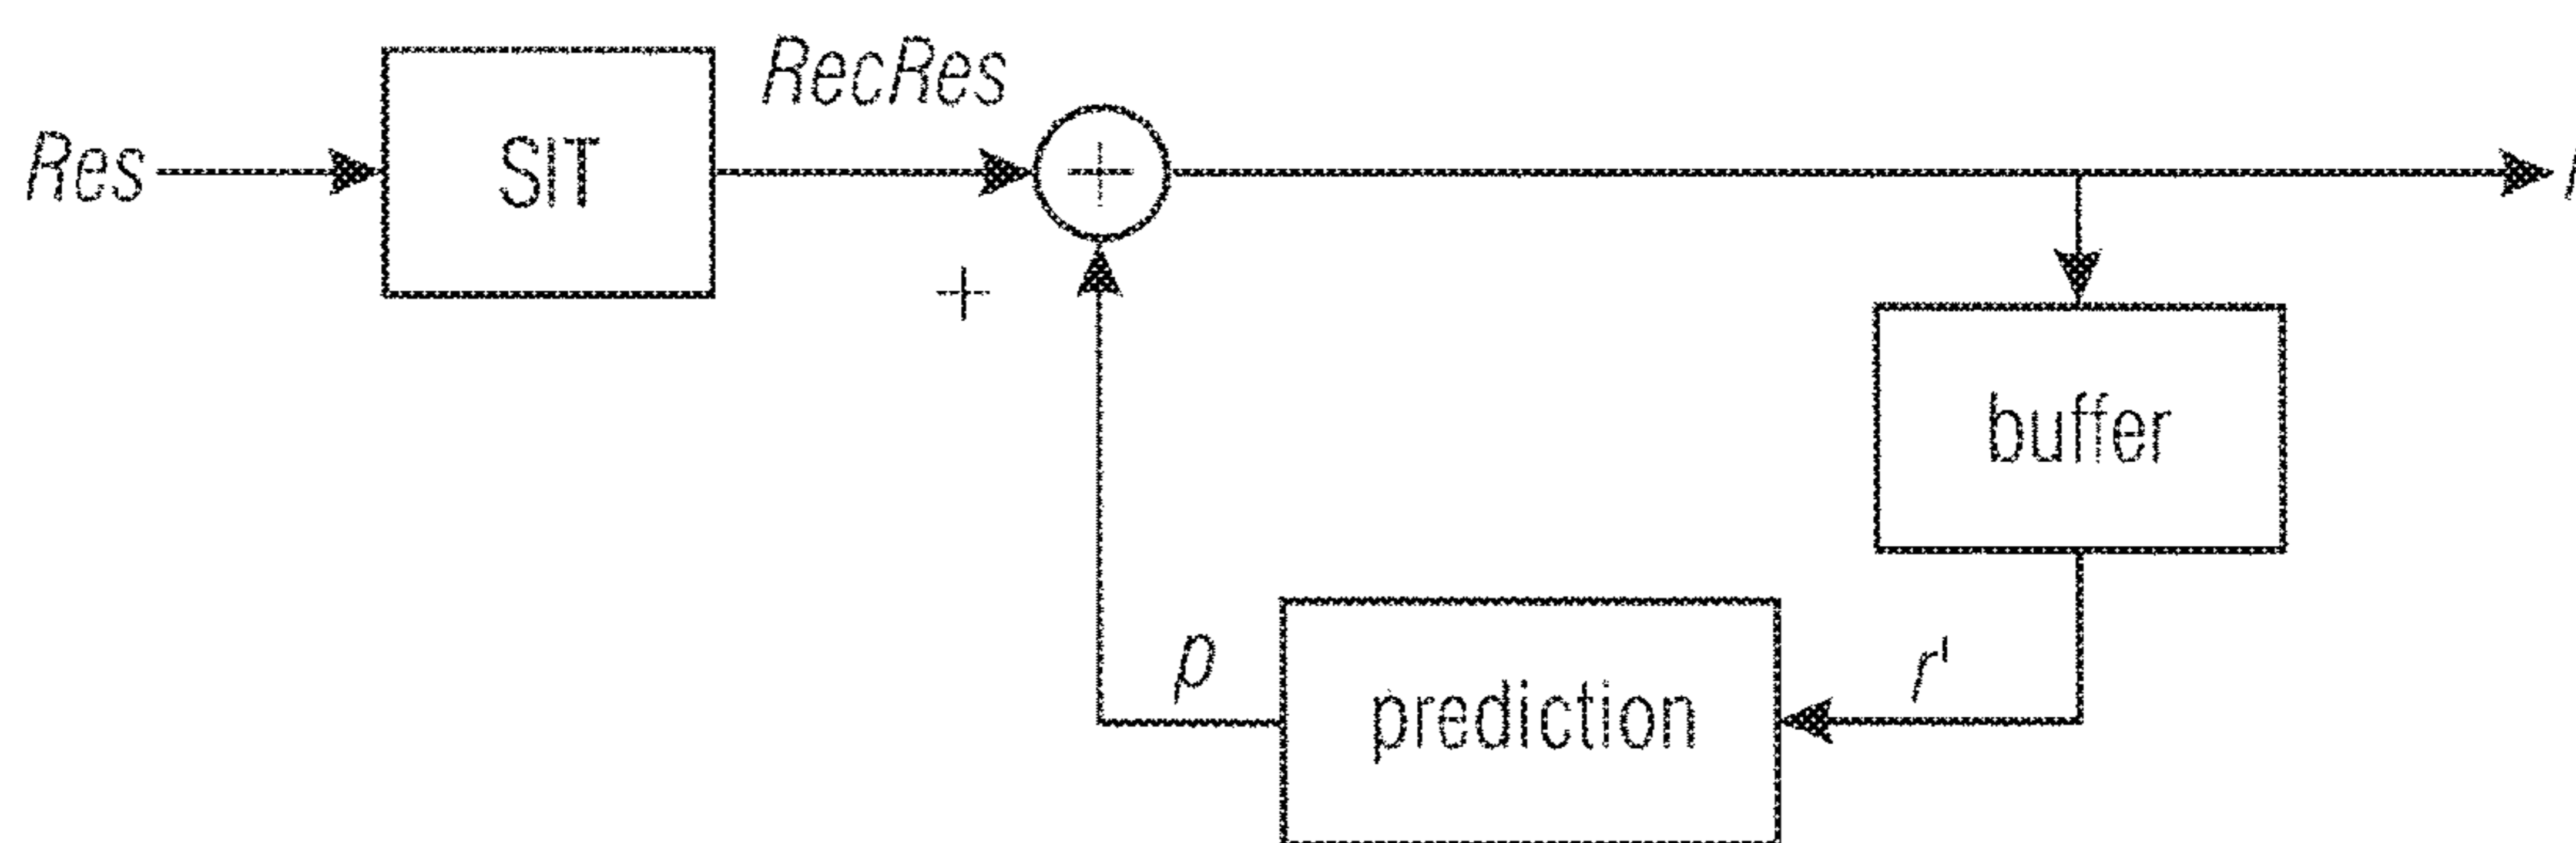 Res
SIT
RecRes
+
+
buffer
p
prediction
r'